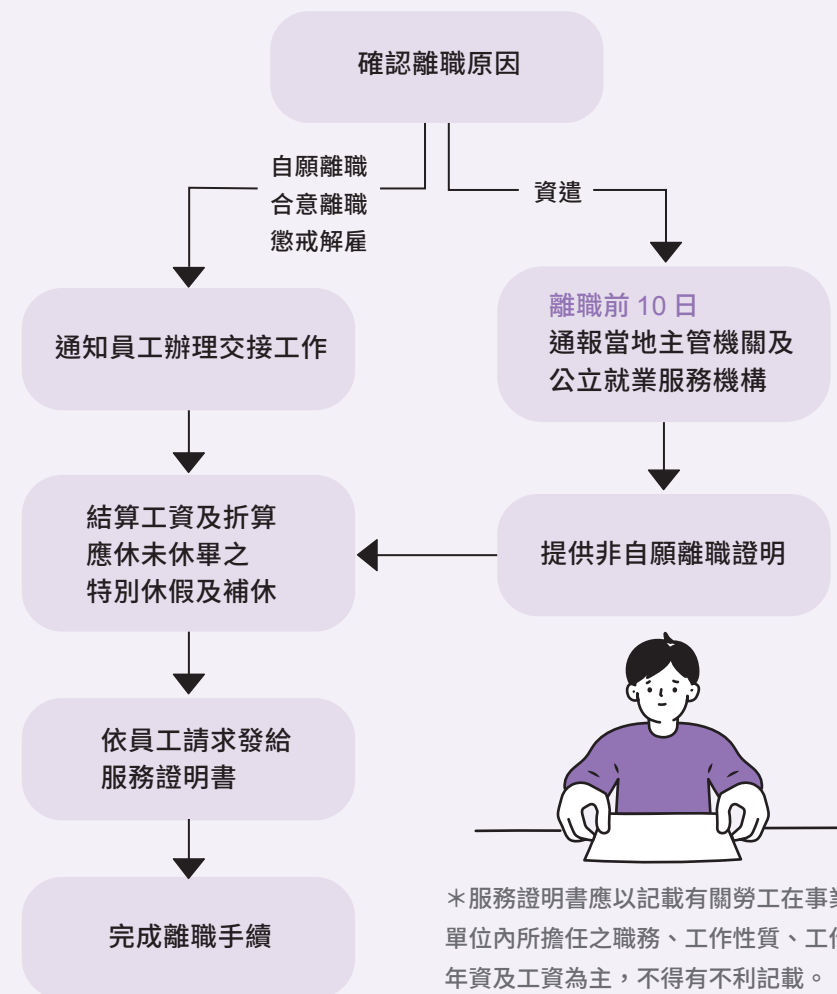 確認離職原因
自願離職
合意離職
懲戒解雇
資遣
通知員工辦理交接工作
離職前 10 日
通報當地主管機關及
公立就業服務機構
結算工資及折算
應休未休畢之
特別休假及補休
提供非自願離職證明
依員工請求發給
服務證明書
完成離職手續
＊服務證明書應以記載有關勞工在事業
單位內所擔任之職務、工作性質、工作
年資及工資為主，不得有不利記載。